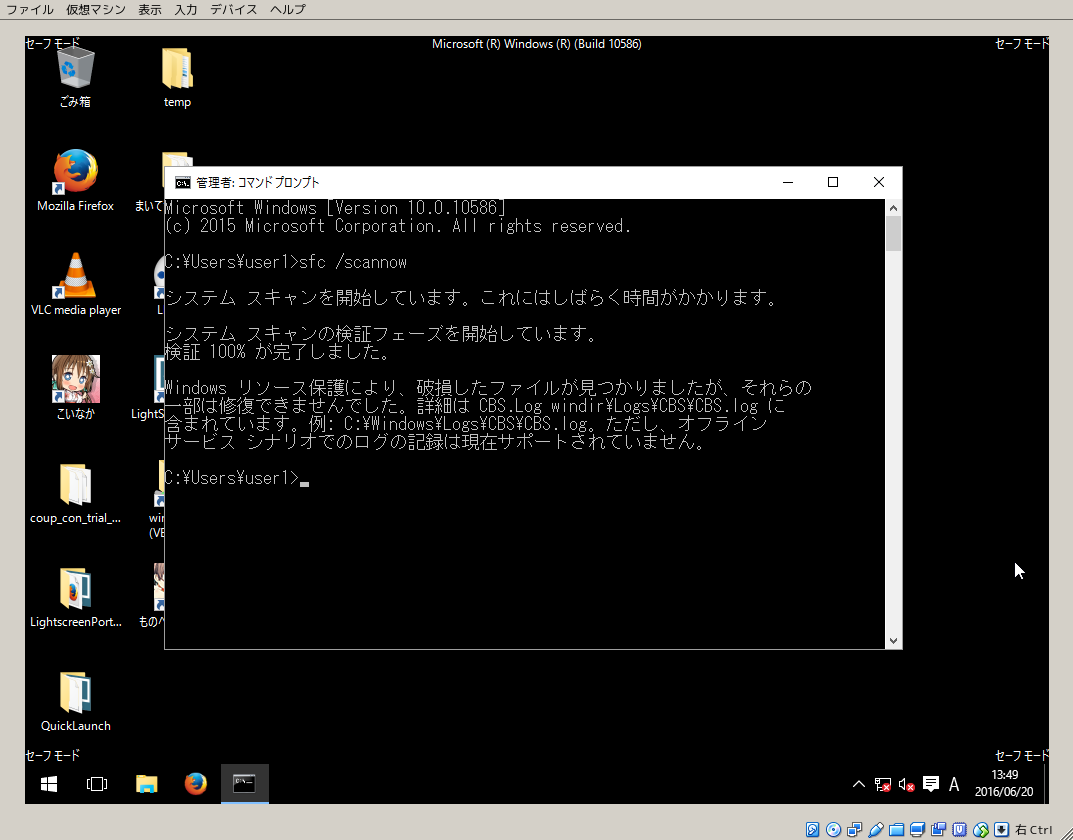 ファイル 仮想マシン 表示 入力 デバイス ヘルプ
セーフ モード
Microsoft (R) Windows (R) (Build 10586)
セーフ モード
ごみ箱
temp
Mozilla Firefox
まいて
VLC media player
L
こいなか
LightS
coup_con_trial_...
win
(VE
LightscreenPort...
ものべ
QuickLaunch
管理者: コマンド プロンプト
Microsoft Windows [Version 10.0.10586]
(c) 2015 Microsoft Corporation. All rights reserved.
C:¥Users¥user1>sfc /scannow
システム スキャンを開始しています。これにはしばらく時間がかかります。
システム スキャンの検証フェーズを開始しています。
検証 100% が完了しました。
Windows リソース保護により、破損したファイルが見つかりましたが、それらの
一部は修復できませんでした。詳細は CBS.Log windir¥Logs¥CBS¥CBS.log に
含まれています。例: C:¥Windows¥Logs¥CBS¥CBS.log。ただし、オフライン
サービス シナリオでのログの記録は現在サポートされていません。
C:¥Users¥user1>
セーフ モード
セーフ モード
A
13:49
2016/06/20
右 Ctrl